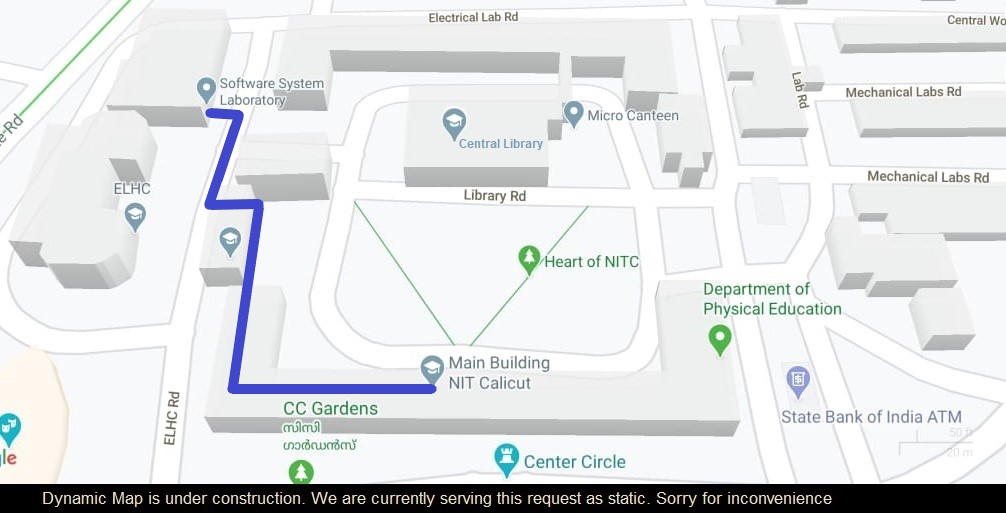 Electrical Lab Rd
Central Wo
Software System
Laboratory
Lab Rd
Mechanical Labs Rd
Micro Canteen
Central Library
e Rd
Mechanical Labs Rd
ELHC
Library Rd
Heart of NITC
Department of
Physical Education
Main Building
NIT Calicut
CC Gardens
സിസി
ഗാർഡൻസ്
ELHC Rd
State Bank of India ATM
50 ft
20 m
le
Center Circle
Dynamic Map is under construction. We are currently serving this request as static. Sorry for inconvenience